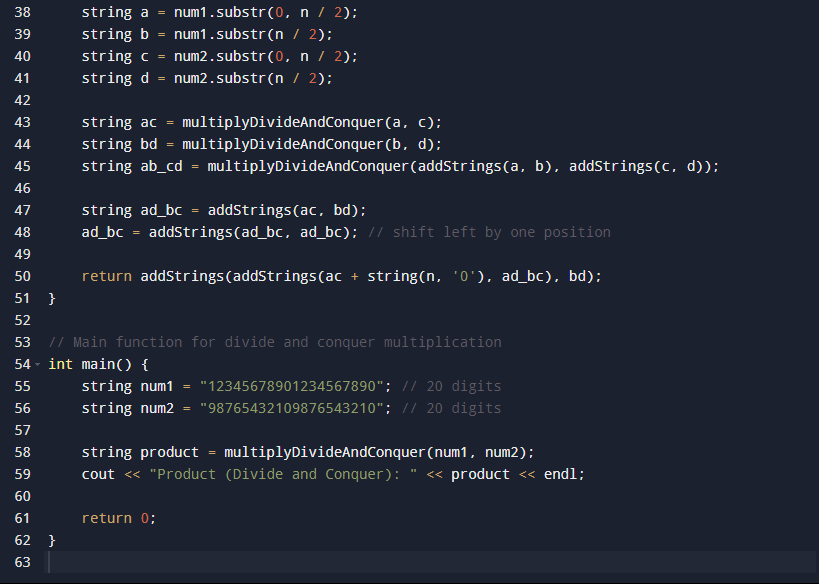 38 string a = num1.substr(0, n / 2);
39 string b = num1.substr(n / 2);
40 string c = num2.substr(0, n / 2);
41 string d = num2.substr(n / 2);
42
43 string ac = multiplyDivideAndConquer(a, c);
44 string bd = multiplyDivideAndConquer(b, d);
45 string ab_cd = multiplyDivideAndConquer(addStrings(a, b), addStrings(c, d));
46
47 string ad_bc = addStrings(ac, bd);
48 ad_bc = addStrings(ad_bc, ad_bc); // shift left by one position
49
50 return addStrings(addStrings(ac + string(n, '0'), ad_bc), bd);
51 }
52
53 // Main function for divide and conquer multiplication
54 int main() {
55 string num1 = "12345678901234567890"; // 20 digits
56 string num2 = "98765432109876543210"; // 20 digits
57
58 string product = multiplyDivideAndConquer(num1, num2);
59 cout << "Product (Divide and Conquer): " << product << endl;
60
61 return 0;
62 }
63